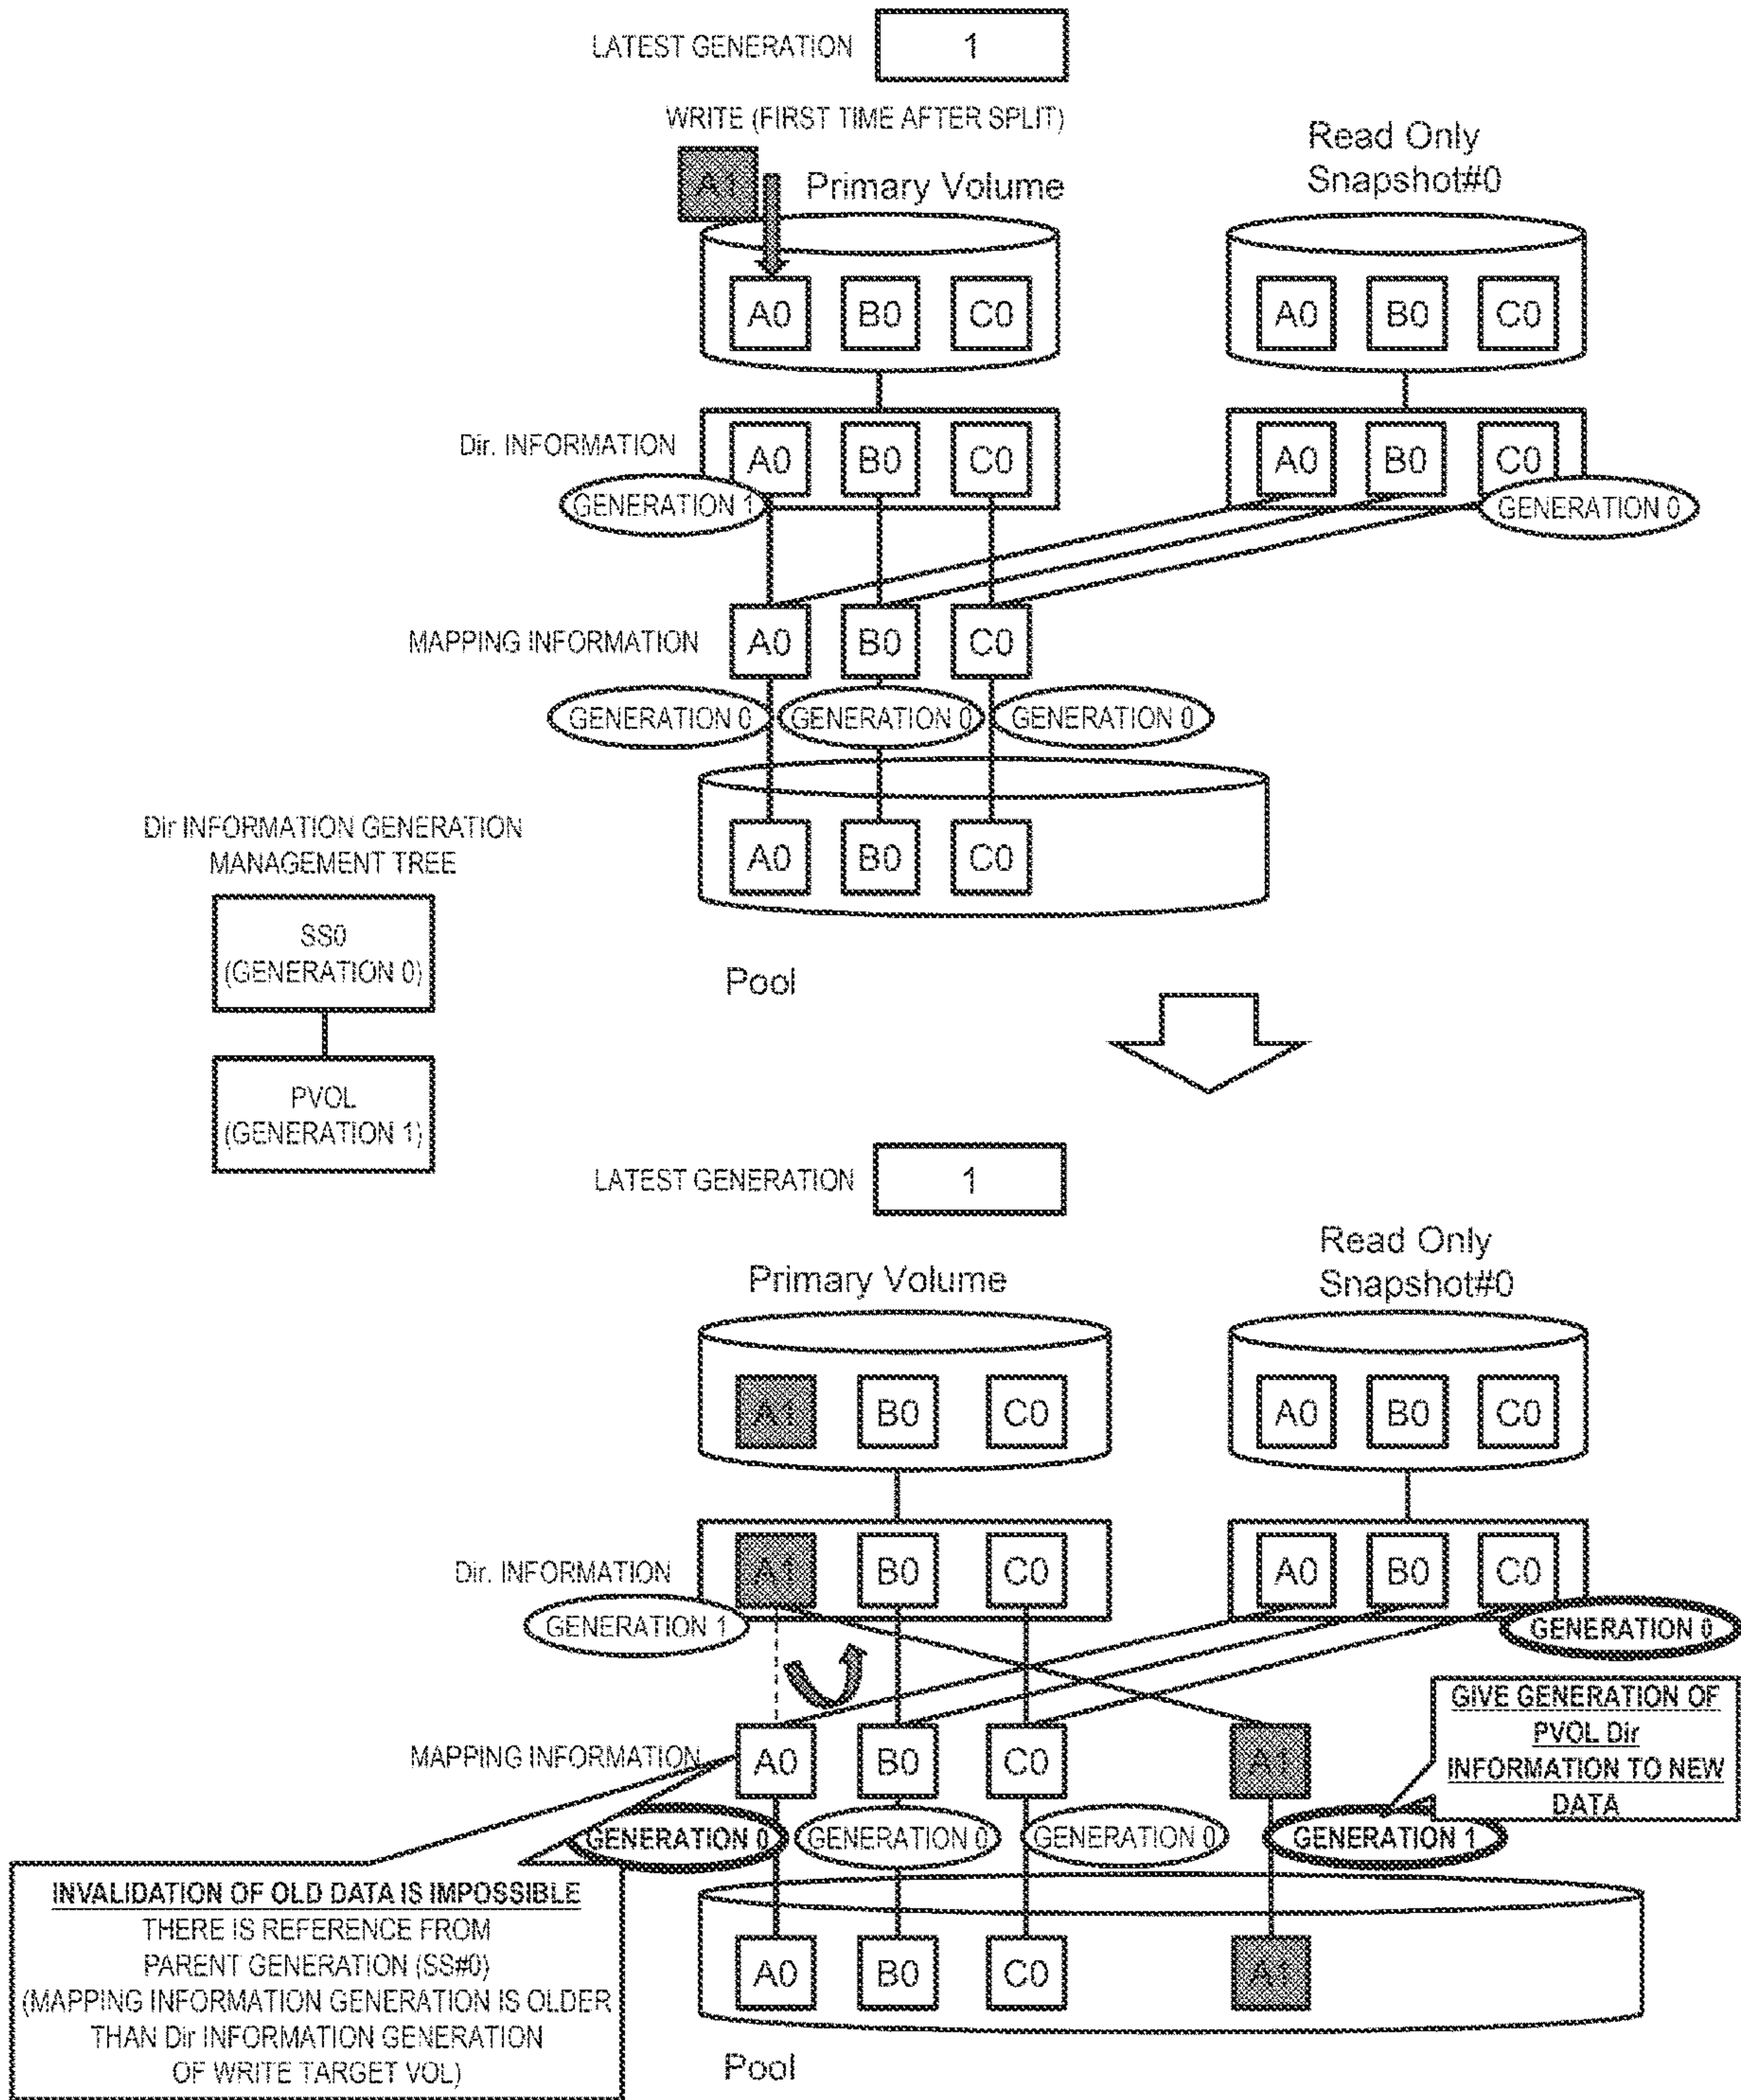 LATEST GENERATION 1
WRITE (FIRST TIME AFTER SPLIT)
A1
Primary Volume
Read Only
Snapshot#0
A0 B0 C0
A0 B0 C0
Dir. INFORMATION
A0 B0 C0
A0 B0 C0
GENERATION 1
GENERATION 0
MAPPING INFORMATION
A0 B0 C0
GENERATION 0 GENERATION 0 GENERATION 0
A0 B0 C0
Pool
Dir INFORMATION GENERATION
MANAGEMENT TREE
SS0
(GENERATION 0)
PVOL
(GENERATION 1)
LATEST GENERATION 1
Primary Volume
Read Only
Snapshot#0
A1 B0 C0
A0 B0 C0
Dir. INFORMATION
A1 B0 C0
A0 B0 C0
GENERATION 1
GENERATION 0
GIVE GENERATION OF
PVOL Dir
INFORMATION TO NEW
DATA
MAPPING INFORMATION
A0 B0 C0 A1
GENERATION 0 GENERATION 0 GENERATION 0 GENERATION 1
INVALIDATION OF OLD DATA IS IMPOSSIBLE
THERE IS REFERENCE FROM
PARENT GENERATION (SS#0)
(MAPPING INFORMATION GENERATION IS OLDER
THAN Dir INFORMATION GENERATION
OF WRITE TARGET VOL)
A0 B0 C0 A1
Pool